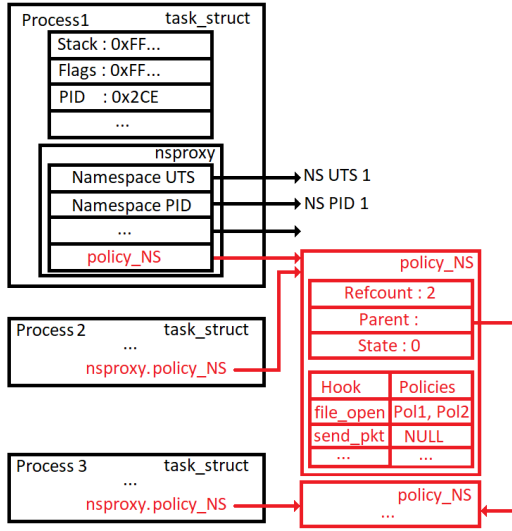 Process1 task_struct
Stack : 0xFF...
Flags : 0xFF...
PID : 0x2CE
...
nsproxy
Namespace UTS
NS UTS 1
Namespace PID
NS PID 1
...
policy_NS
policy_NS
Refcount : 2
Parent :
State : 0
Process 2 task_struct
...
nsproxy.policy_NS
Hook Policies
file_open Pol1, Pol2
send_pkt NULL
... ...
Process 3 task_struct
...
nsproxy.policy_NS
policy_NS
...